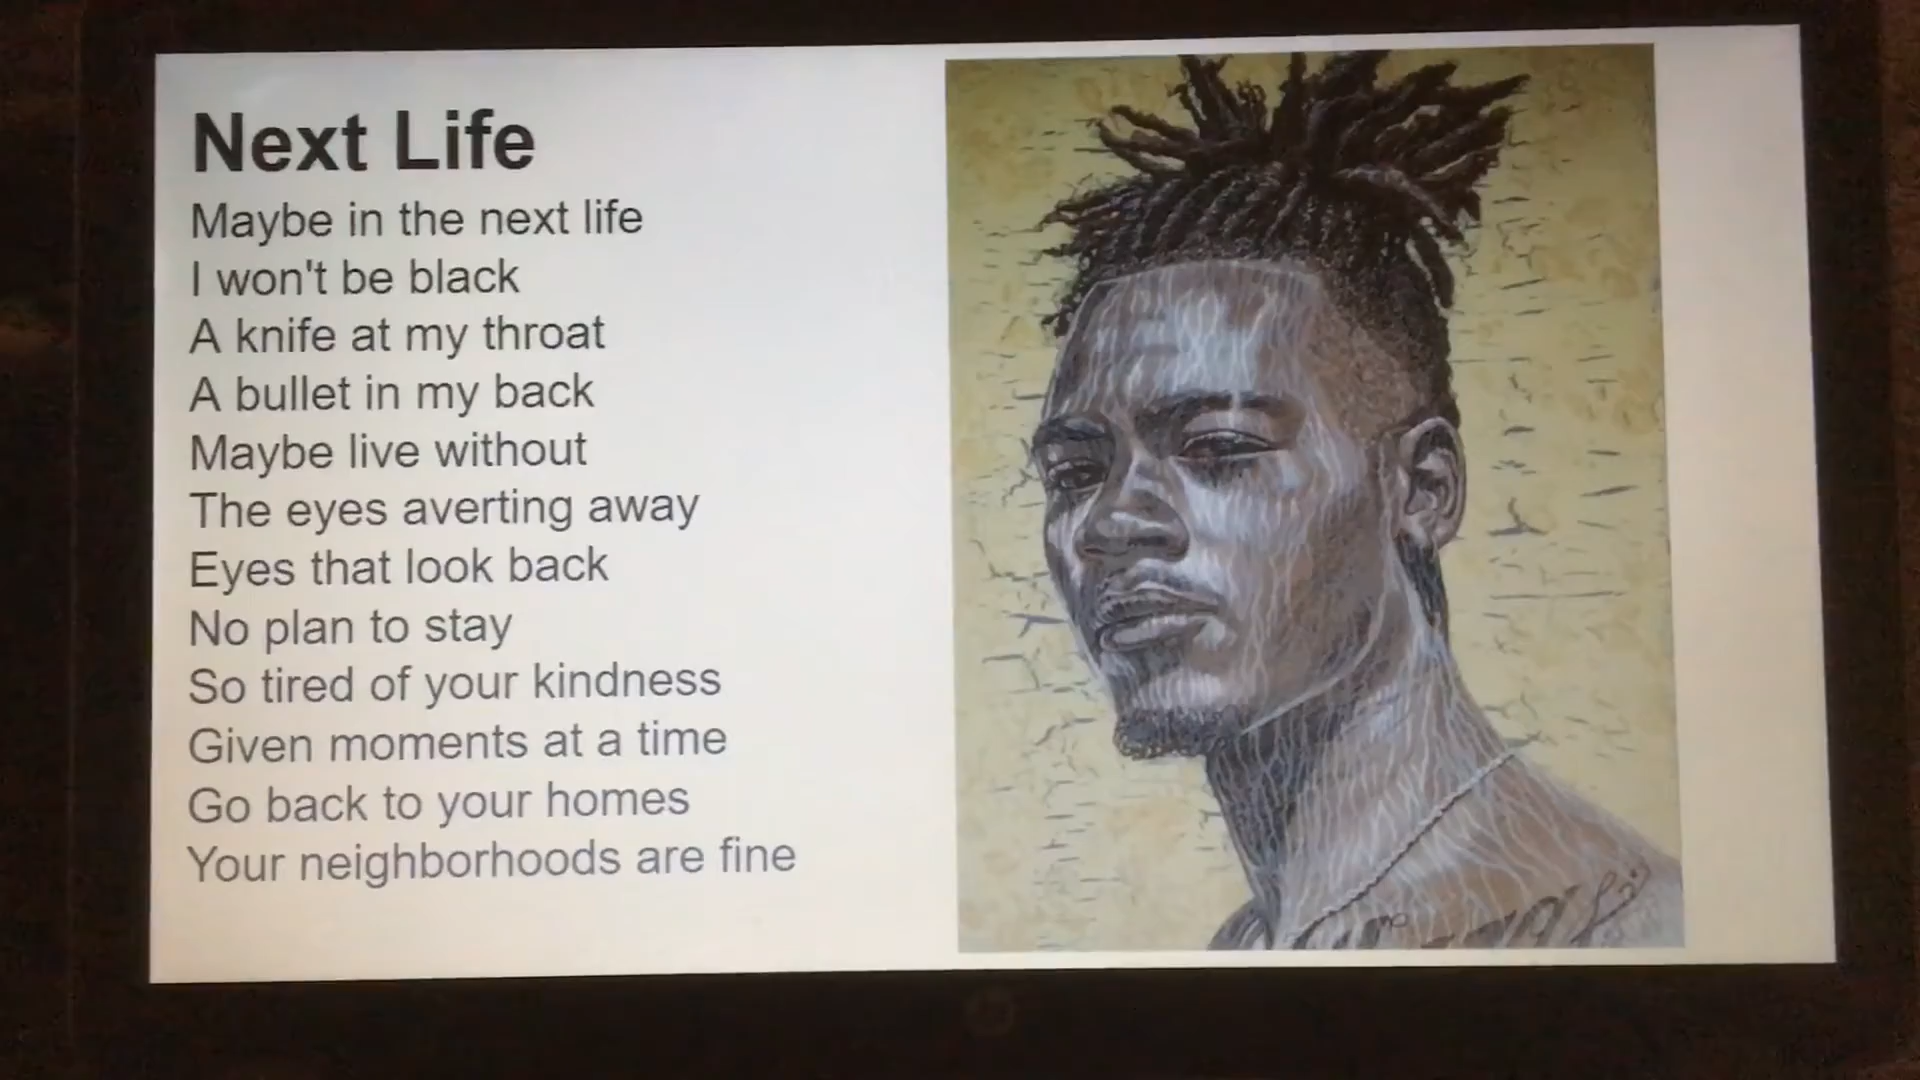 Next Life
Maybe in the next life
I won't be black
A knife at my throat
A bullet in my back
Maybe live without
The eyes averting away
Eyes that look back
No plan to stay
So tired of your kindness
Given moments at a time
Go back to your homes
Your neighborhoods are fine